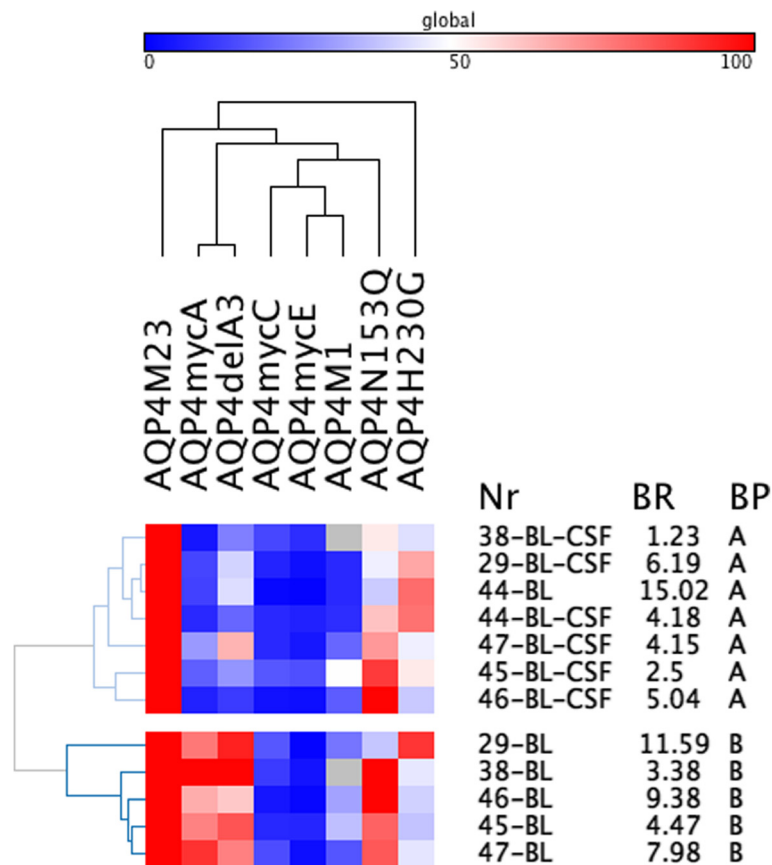 global
0 50 100
AQP4M23
AQP4mycA
AQP4delA3
AQP4mycC
AQP4mycE
AQP4M1
AQP4N153Q
AQP4H230G
Nr BR BP
38-BL-CSF 1.23 A
29-BL-CSF 6.19 A
44-BL 15.02 A
44-BL-CSF 4.18 A
47-BL-CSF 4.15 A
45-BL-CSF 2.5 A
46-BL-CSF 5.04 A
29-BL 11.59 B
38-BL 3.38 B
46-BL 9.38 B
45-BL 4.47 B
47-BL 7.98 B